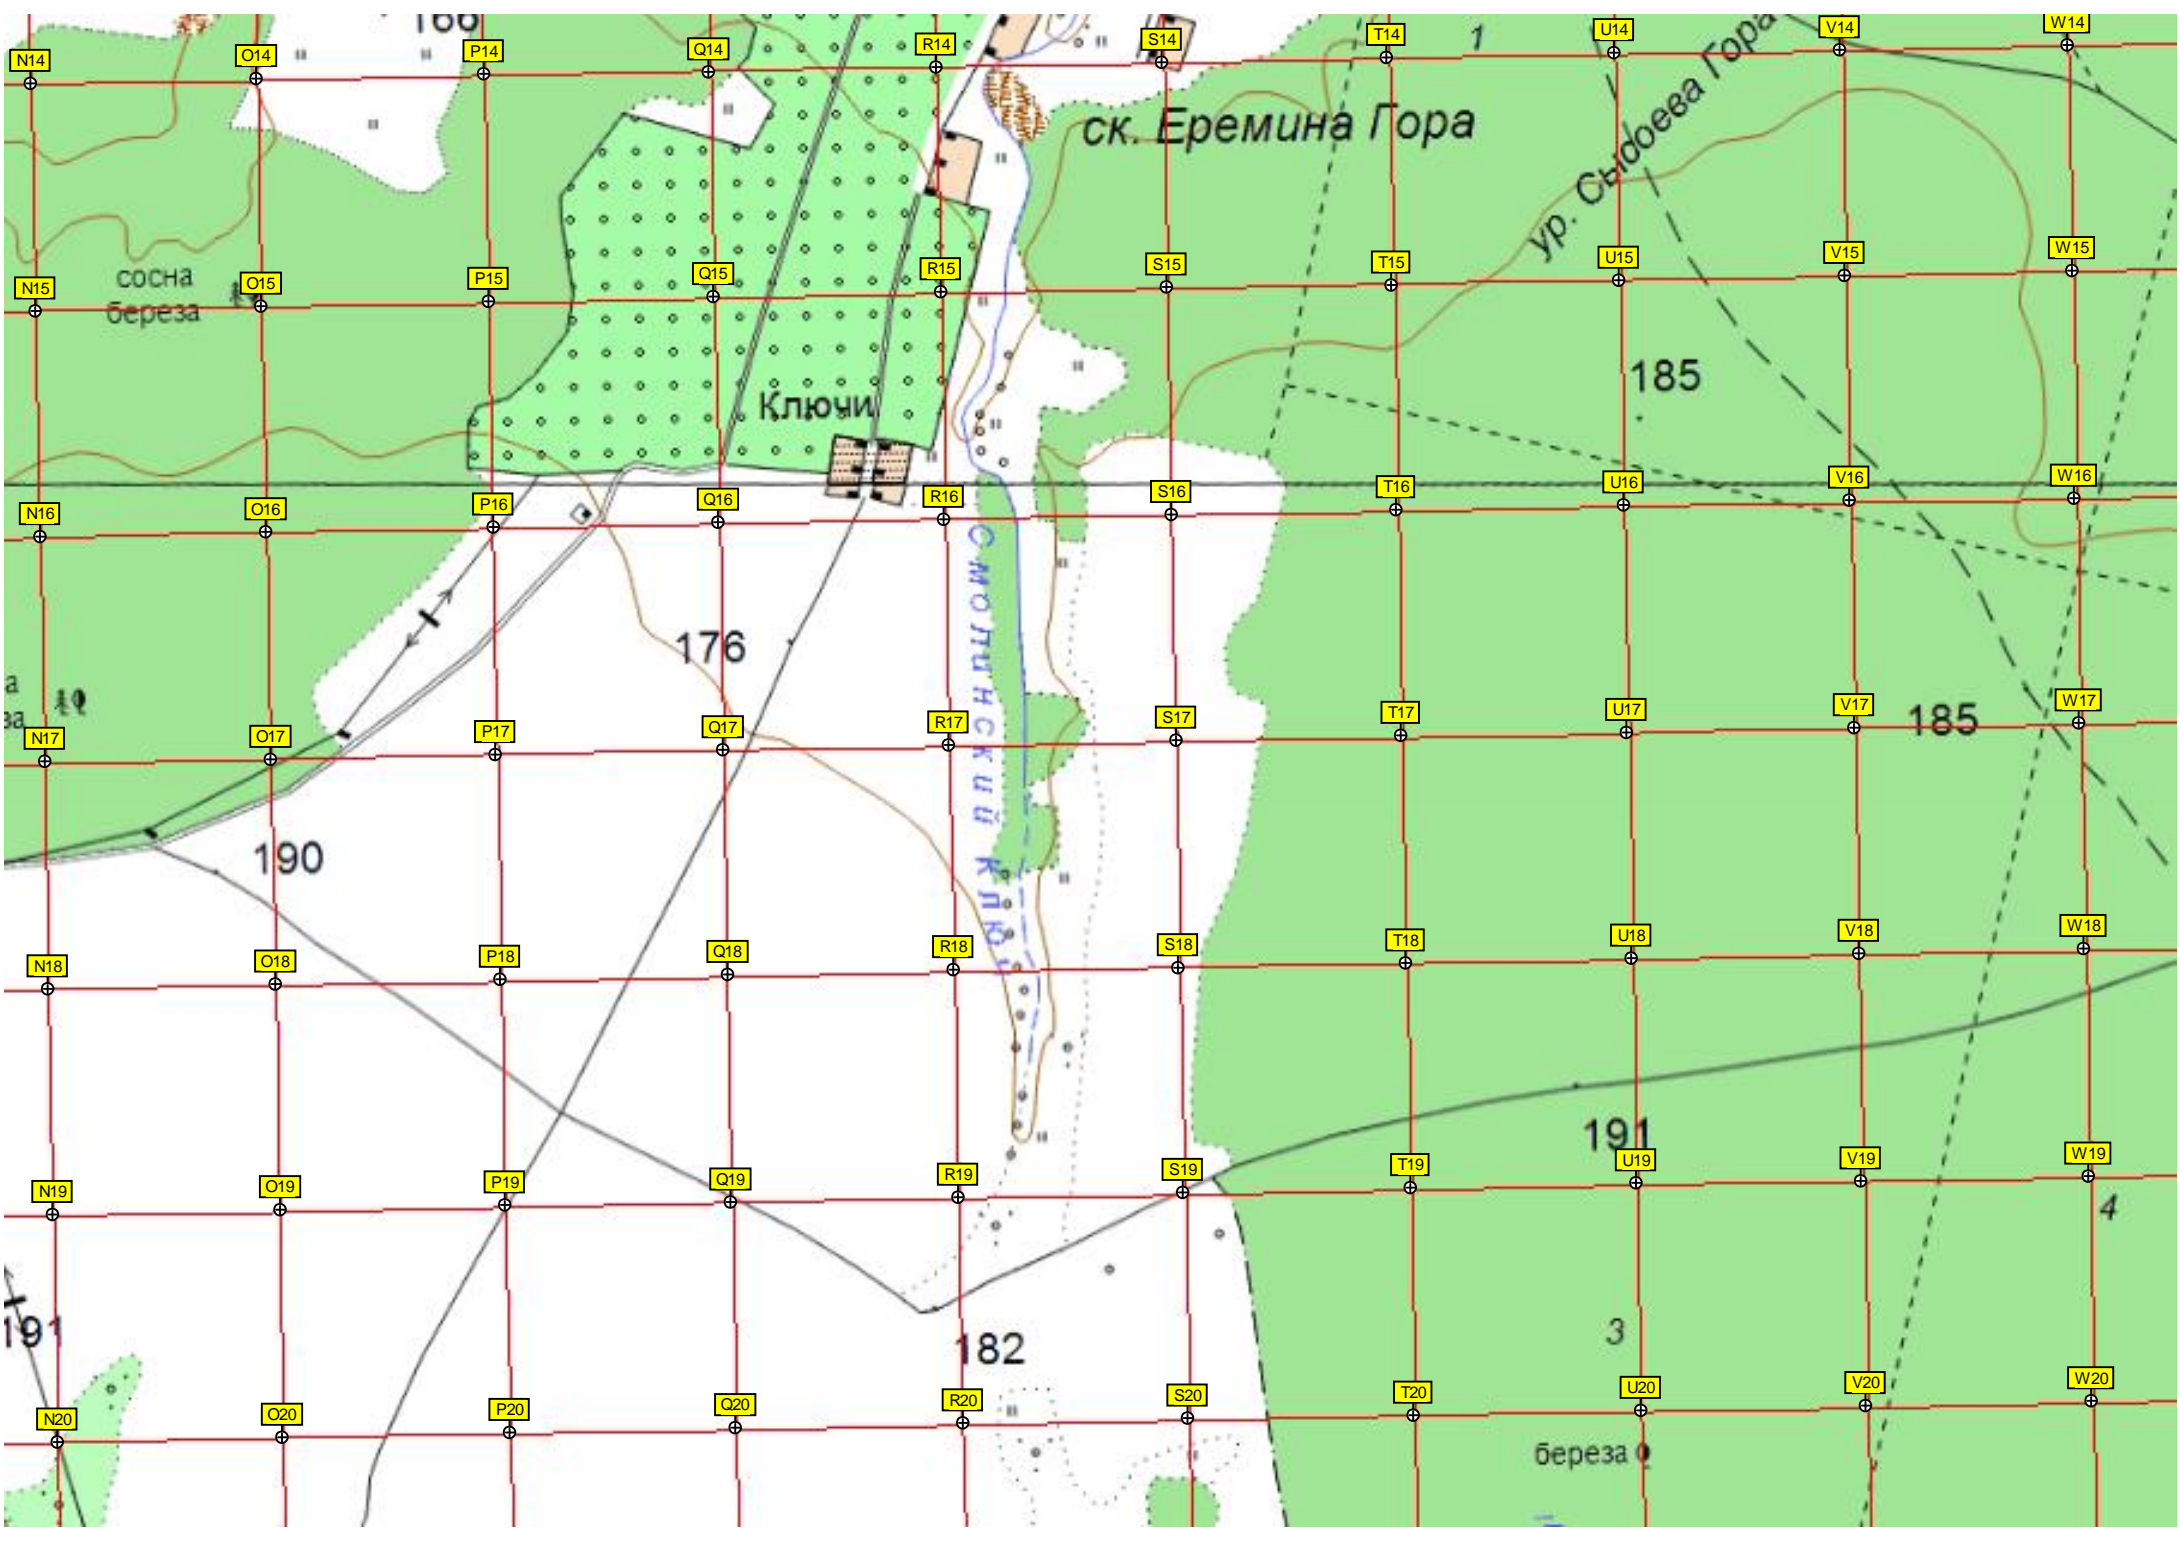 166
N14 O14 P14 Q14 R14 S14 T14 1 U14 V14 W14
ск. Еремина Гора
ур. Сыдоева Гора
N15 O15 P15 Q15 R15 S15 T15 U15 V15 W15
сосна
береза
185
Ключи
N16 O16 P16 Q16 R16 S16 T16 U16 V16 W16
Смолинский Ключ
176
а
за
N17 O17 P17 Q17 R17 S17 T17 U17 V17 185 W17
190
N18 O18 P18 Q18 R18 S18 T18 U18 V18 W18
191
N19 O19 P19 Q19 R19 S19 T19 U19 V19 W19
4
191
182
3
N20 O20 P20 Q20 R20 S20 T20 U20 V20 W20
береза